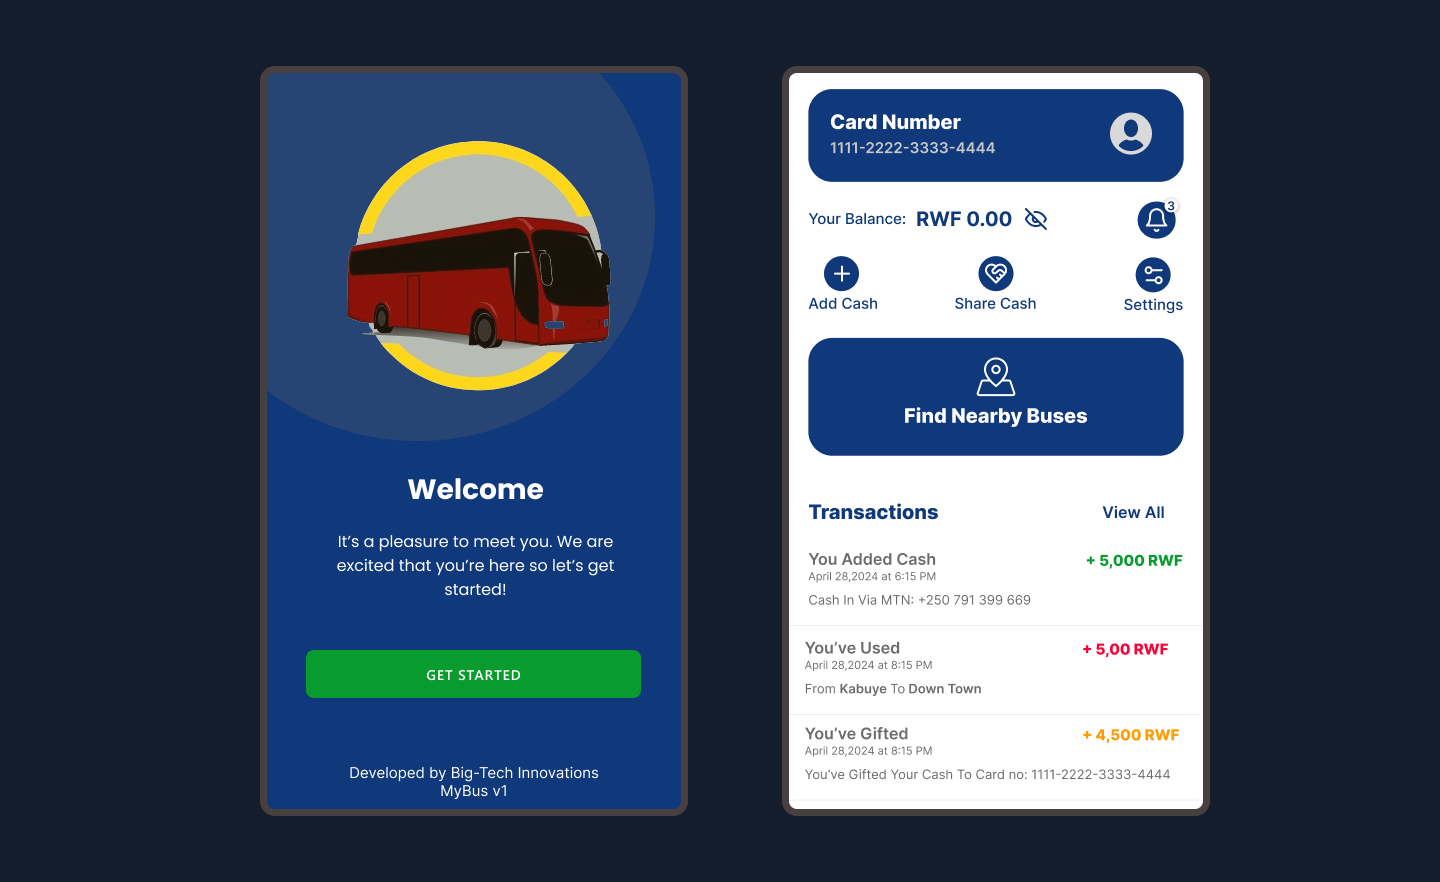 Welcome
It's a pleasure to meet you. We are
excited that you're here so let's get
started!
GET STARTED
Developed by Big-Tech Innovations
MyBus v1
Card Number
1111-2222-3333-4444
Your Balance: RWF 0.00
3
Add Cash
Share Cash
Settings
Find Nearby Buses
Transactions
View All
You Added Cash
+ 5,000 RWF
April 28,2024 at 6:15 PM
Cash In Via MTN: +250 791 399 669
You've Used
+ 5,00 RWF
April 28,2024 at 8:15 PM
From Kabuye To Down Town
You've Gifted
+ 4,500 RWF
April 28,2024 at 8:15 PM
You've Gifted Your Cash To Card no: 1111-2222-3333-4444